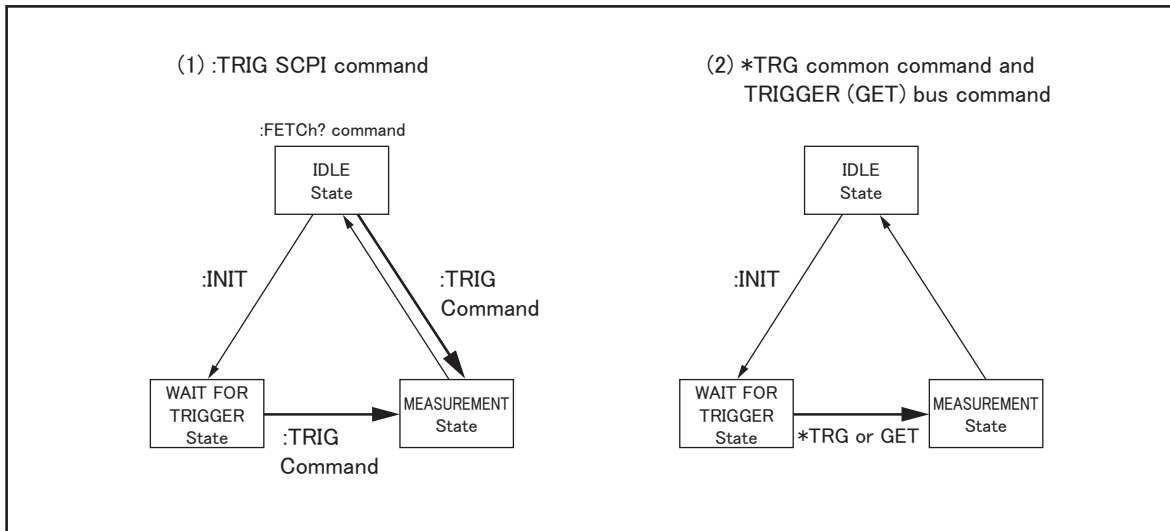 (1) :TRIG SCPI command
:FETCh? command
IDLE
State
:INIT
:TRIG
Command
WAIT FOR
TRIGGER
State
:TRIG
Command
MEASUREMENT
State
(2) *TRG common command and
TRIGGER (GET) bus command
IDLE
State
:INIT
WAIT FOR
TRIGGER
State
*TRG or GET
MEASUREMENT
State